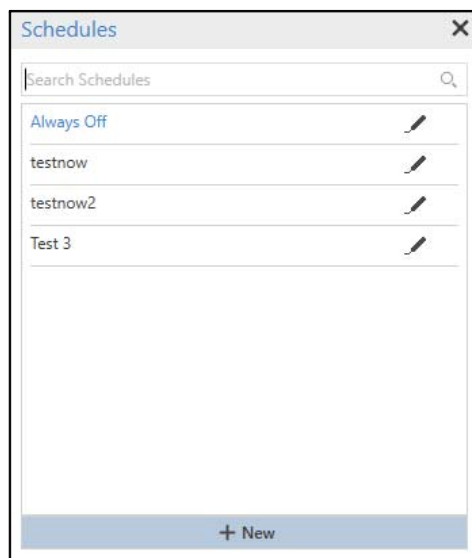 Schedules
Search Schedules
Always Off
testnow
testnow2
Test 3
+ New